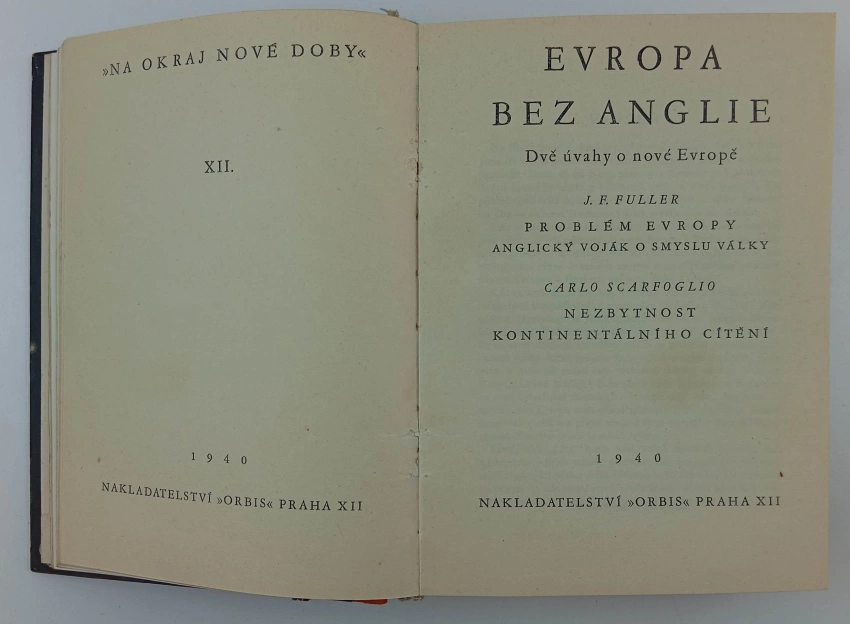 »NA OKRAJ NOVÉ DOBY«
XII.
1940
NAKLADATELSTVÍ »ORBIS« PRAHA XII
EVROPA
BEZ ANGLIE
Dvě úvahy o nové Evropě
J. F. FULLER
PROBLÉM EVROPY
ANGLICKÝ VOJÁK O SMYSLU VÁLKY
CARLO SCARFOGLIO
NEZBYTNOST
KONTINENTÁLNÍHO CÍTĚNÍ
1940
NAKLADATELSTVÍ »ORBIS« PRAHA XII